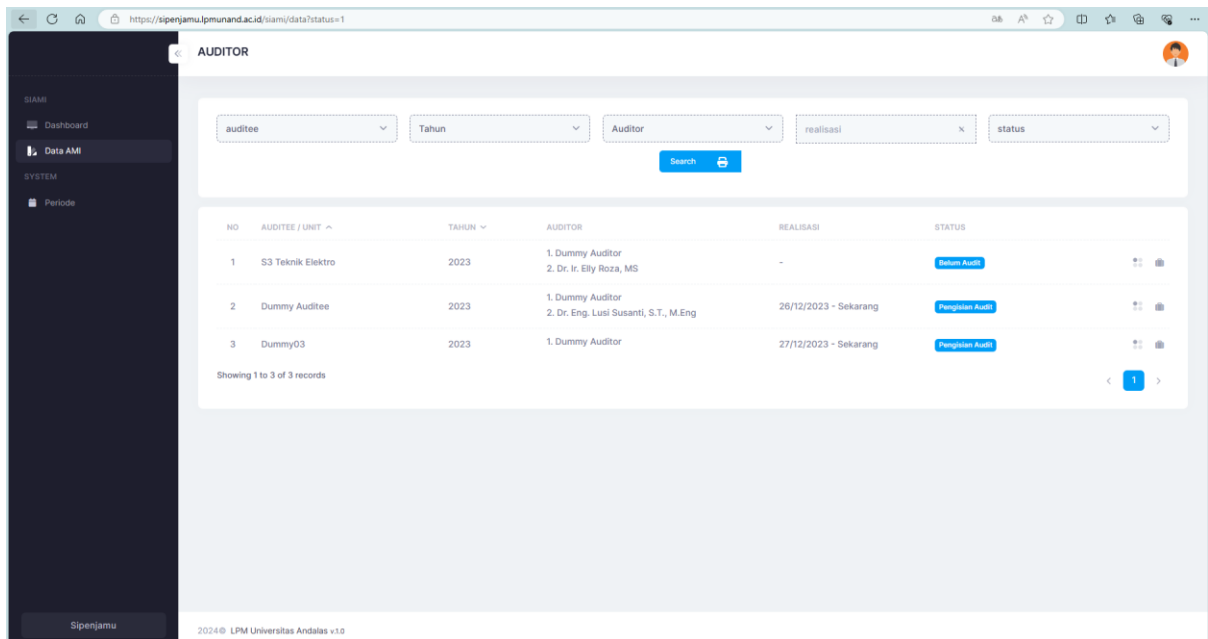 https://sipenjamu.lpmunand.ac.id/siami/data?status=1
AUDITOR
SIAMI
Dashboard
Data AMI
SYSTEM
Periode
auditee
Tahun
Auditor
realisasi
status
Search
NO AUDITEE / UNIT TAHUN AUDITOR REALISASI STATUS
1 S3 Teknik Elektro 2023 1. Dummy Auditor - Belum Audit
2. Dr. Ir. Elly Roza, MS
2 Dummy Auditee 2023 1. Dummy Auditor 26/12/2023 - Sekarang Pengisian Audit
2. Dr. Eng. Lusi Susanti, S.T., M.Eng
3 Dummy03 2023 1. Dummy Auditor 27/12/2023 - Sekarang Pengisian Audit
Showing 1 to 3 of 3 records
1
Sipenjamu
2024© LPM Universitas Andalas v.1.0